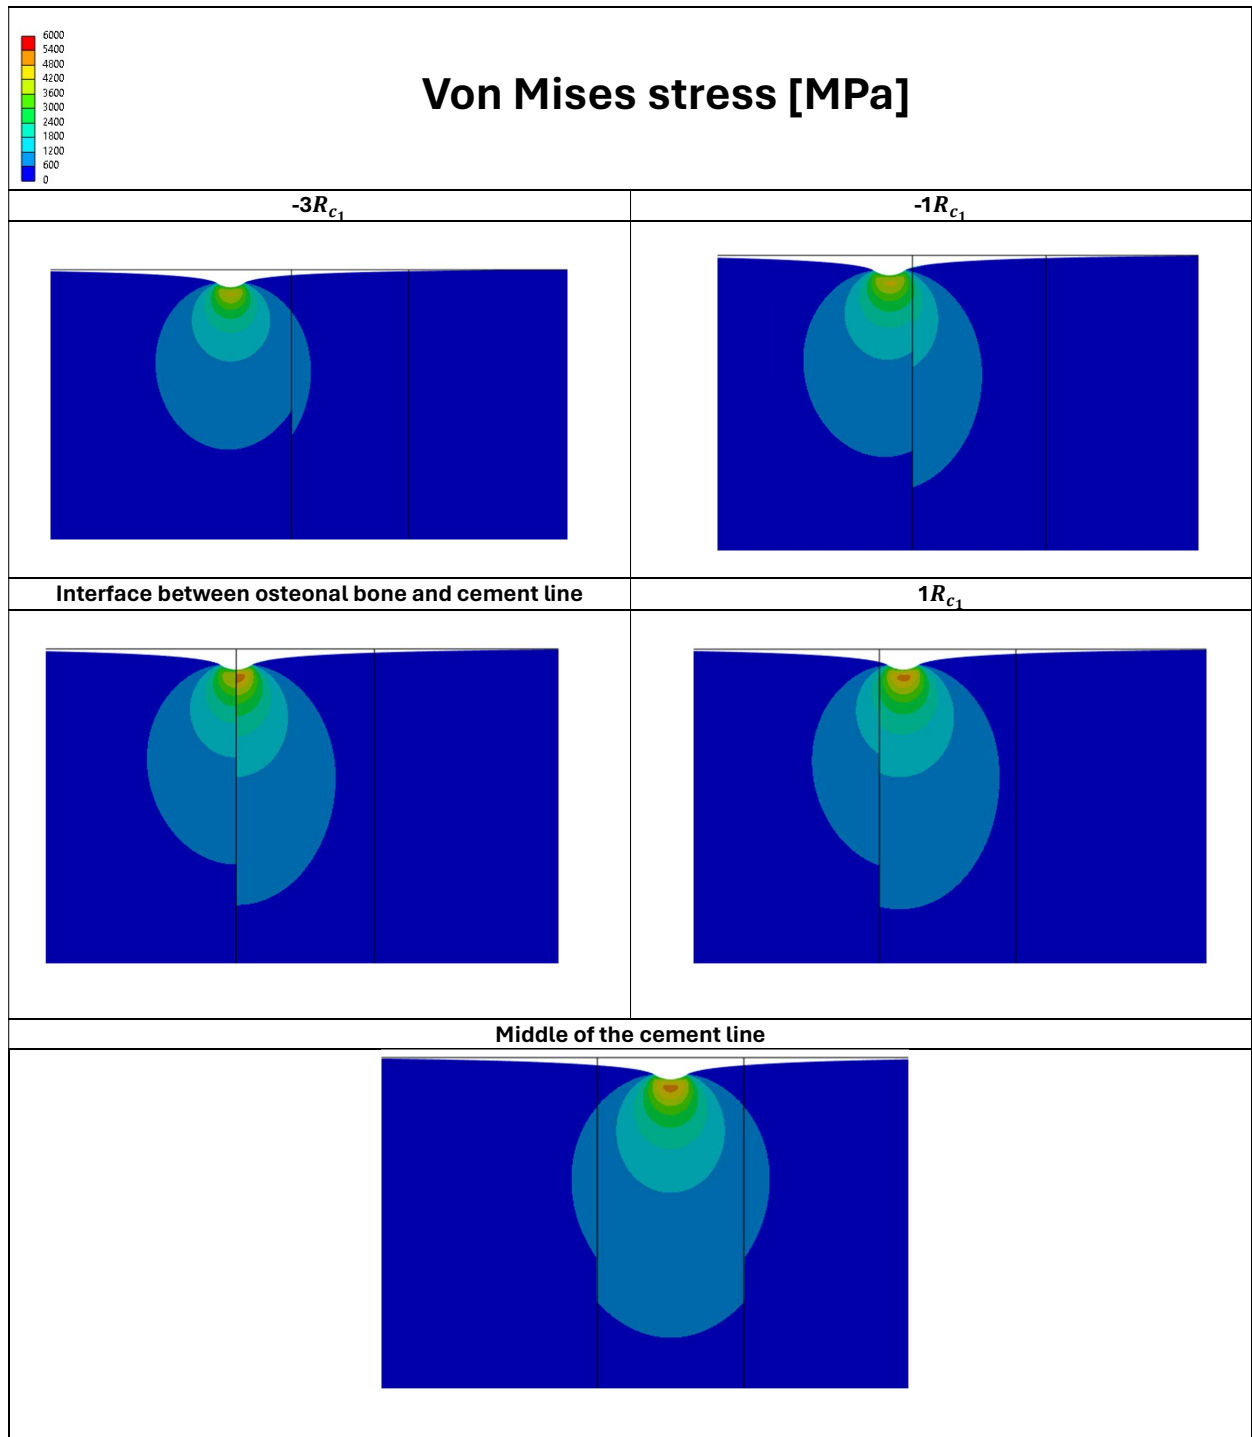 6000
5400
4800
4200
3600
3000
2400
1800
1200
600
0
Von Mises stress [MPa]
-3R_{c_1}
-1R_{c_1}
Interface between osteonal bone and cement line
1R_{c_1}
Middle of the cement line